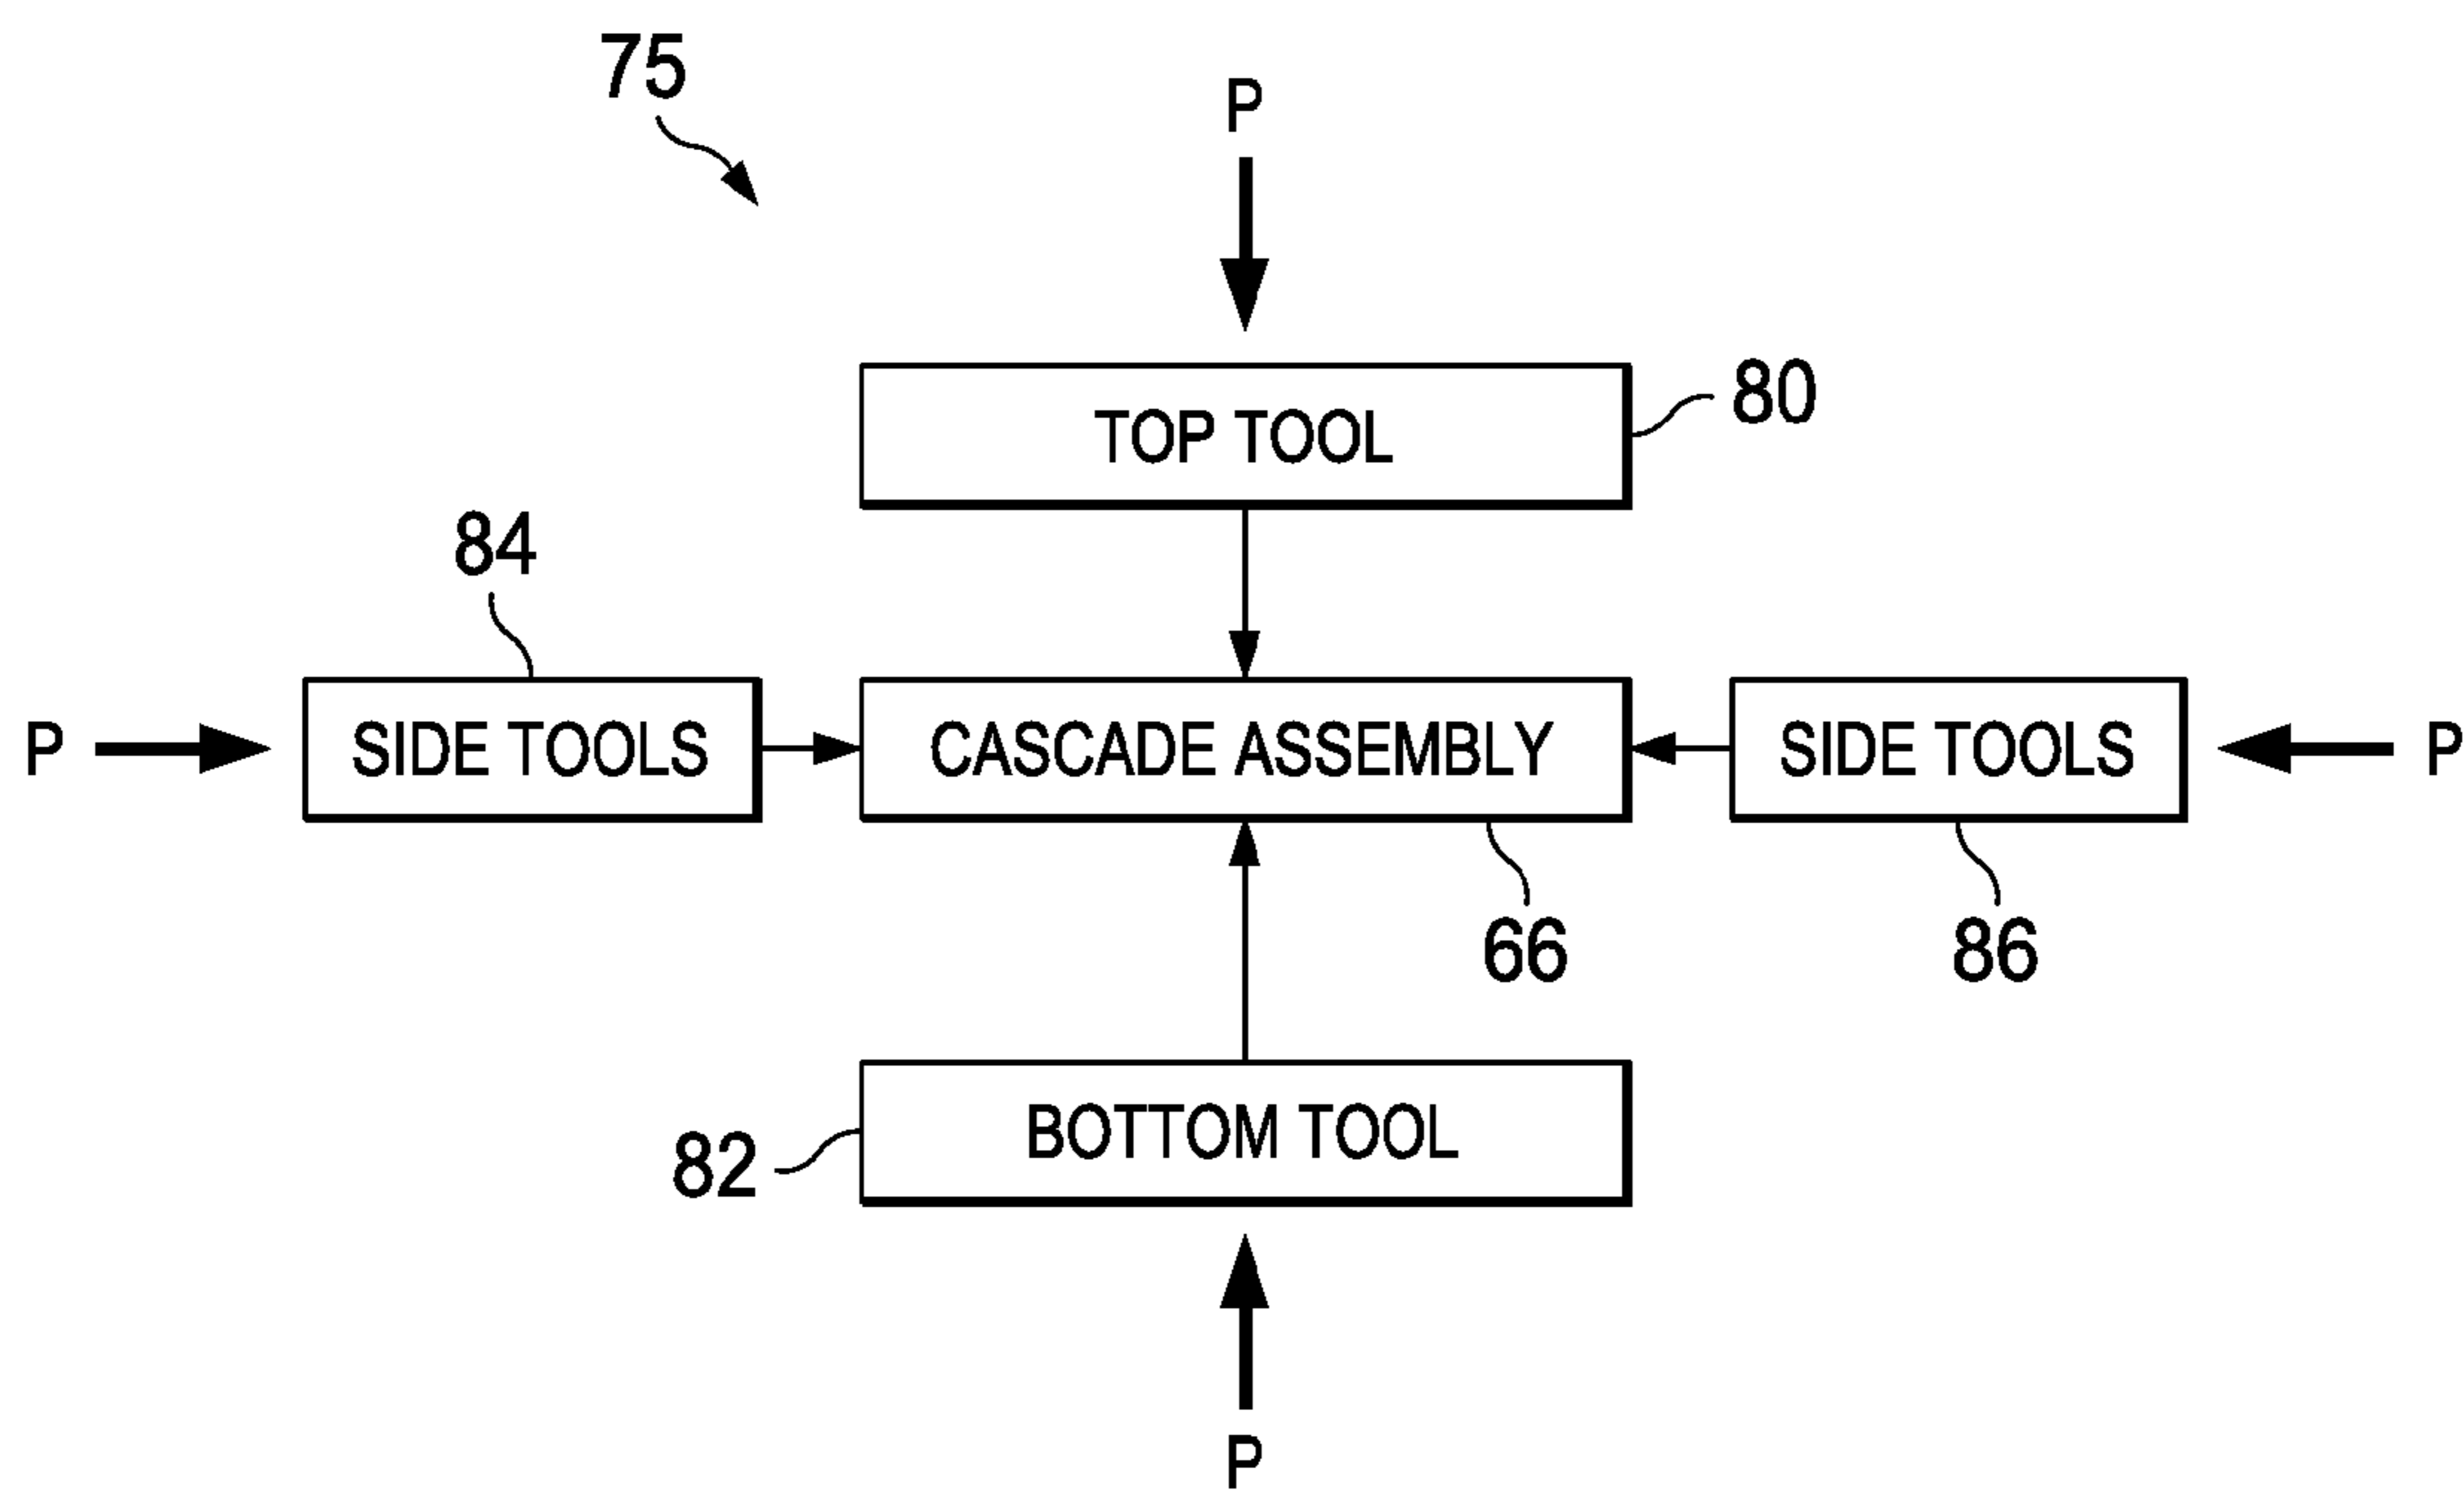 75
P
TOP TOOL
80
84
P
SIDE TOOLS
CASCADE ASSEMBLY
SIDE TOOLS
P
66
86
BOTTOM TOOL
82
P